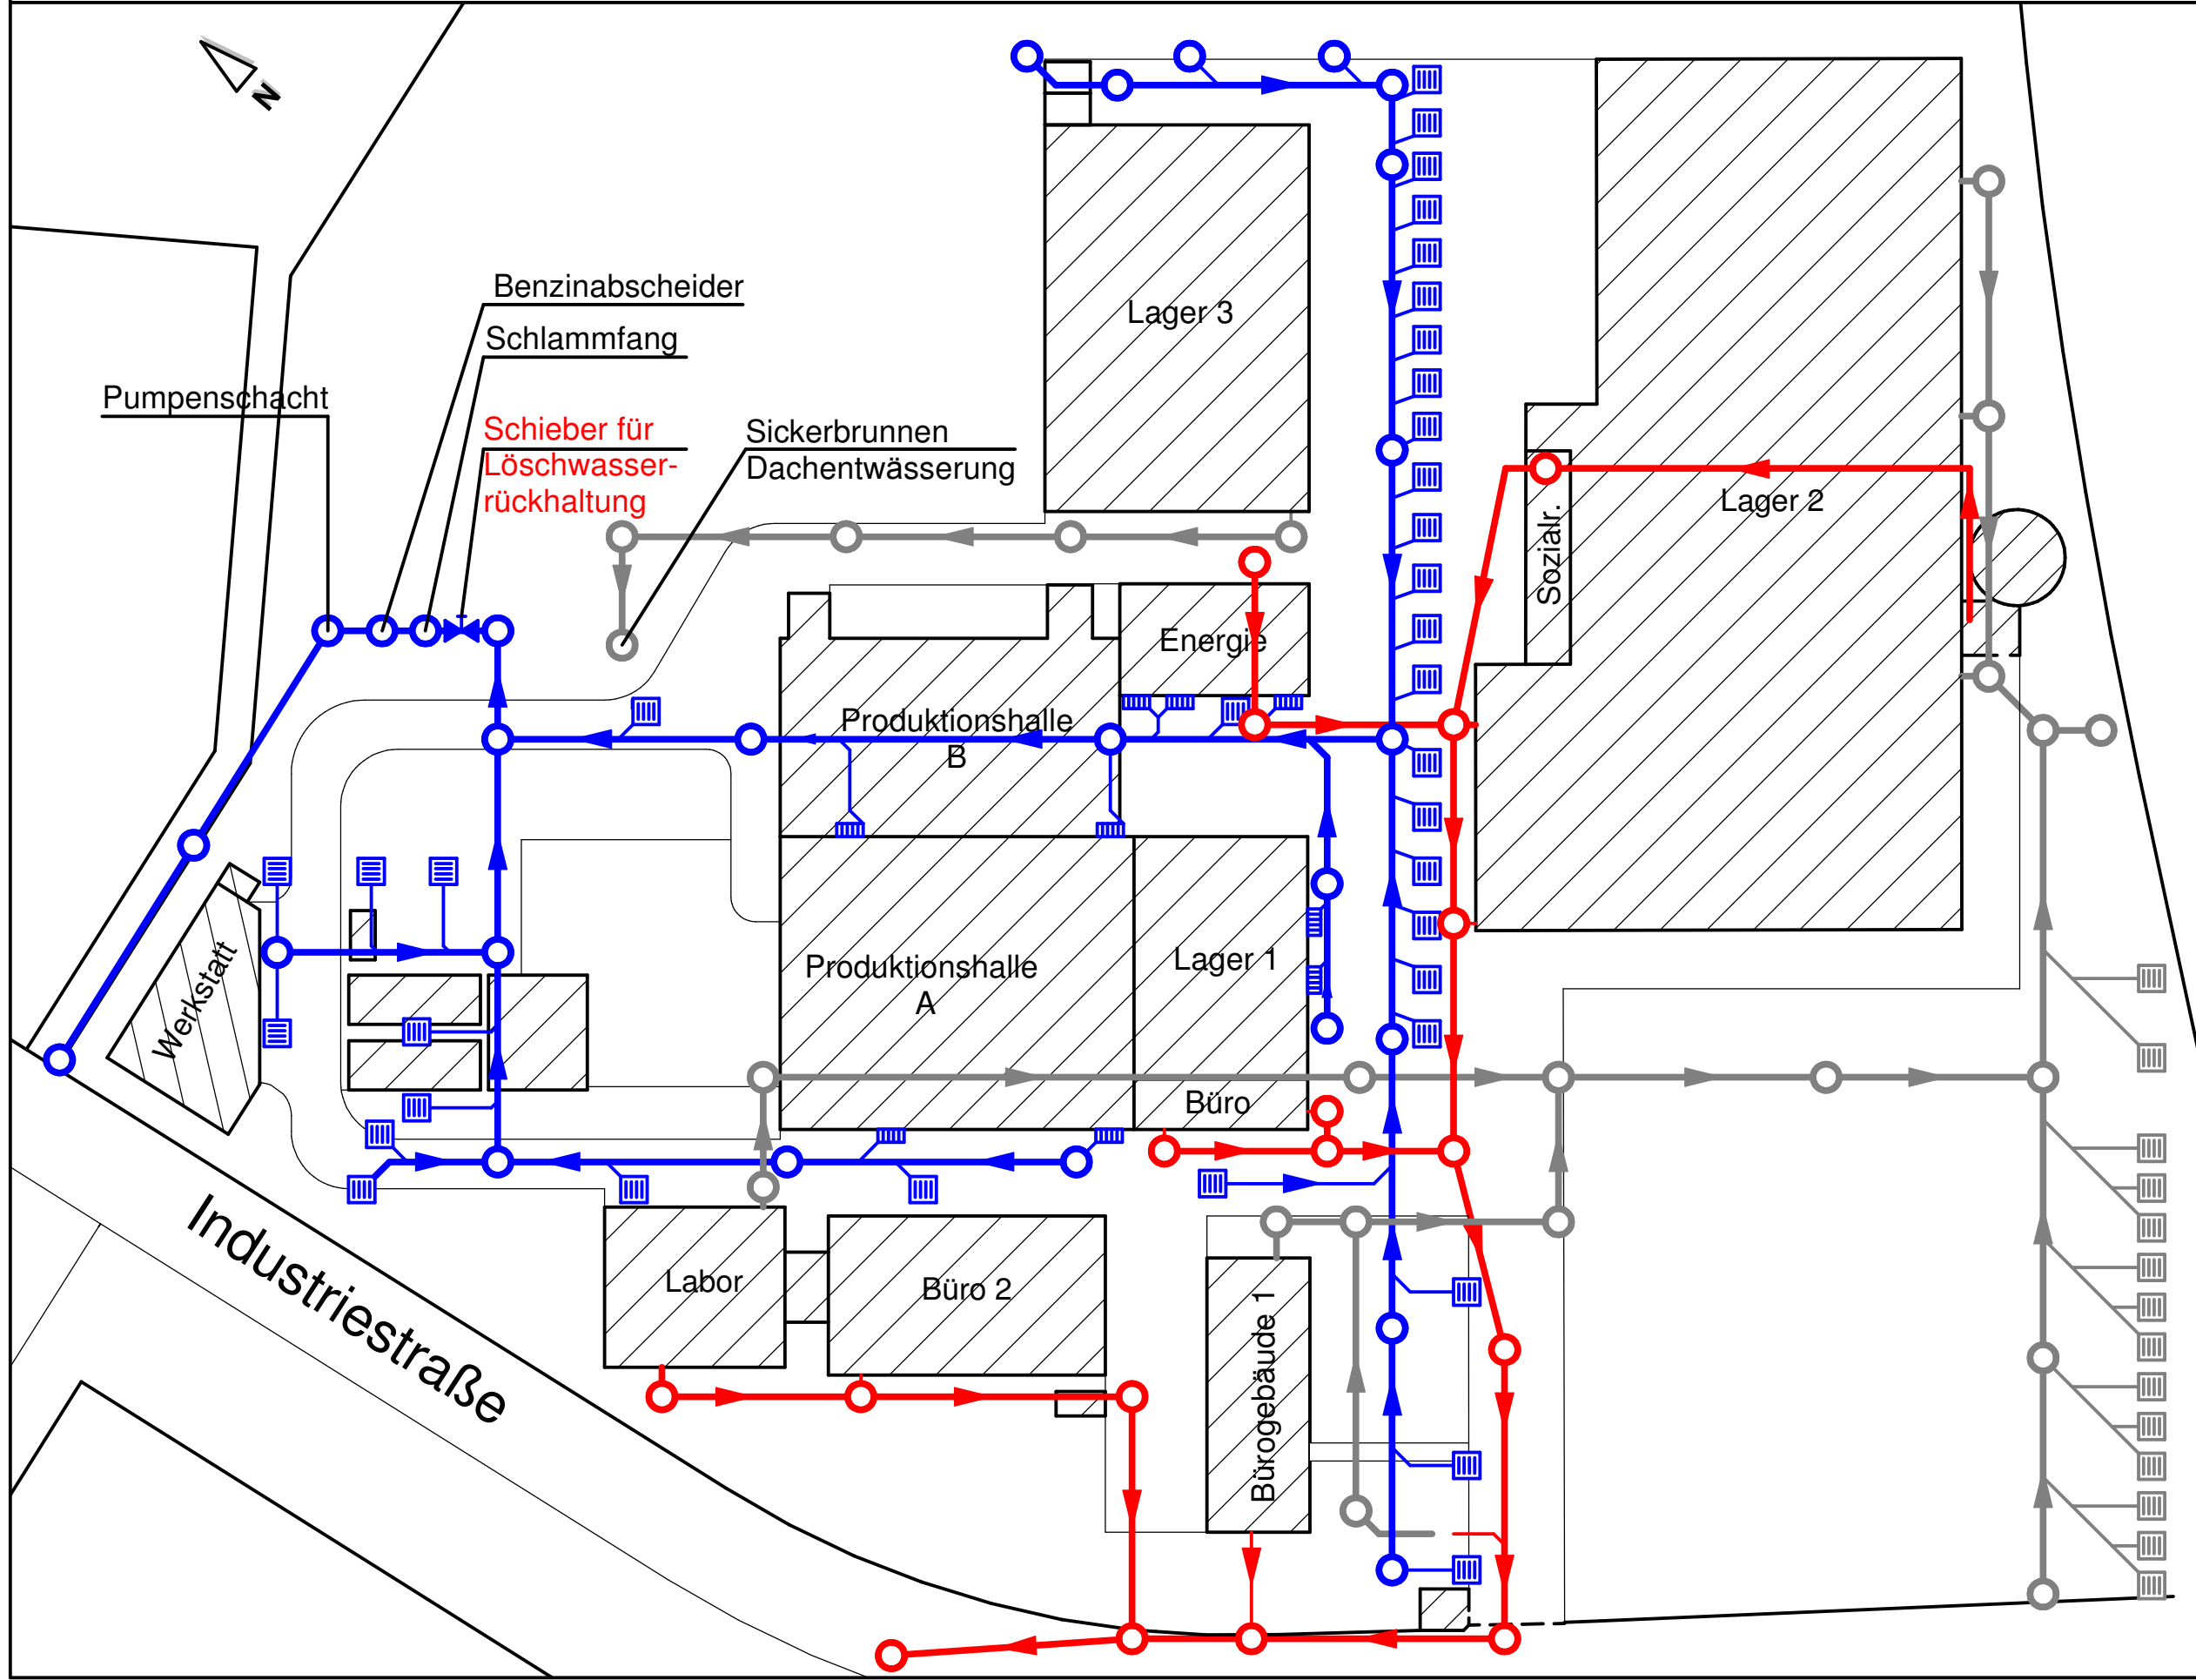 N
Benzinabscheider
Schlammfang
Pumpenschacht
Schieber für
Löschwasser-
rückhaltung
Sickerbrunnen
Dachentwässerung
Lager 3
Lager 2
Sozialr.
Energie
Produktionshalle
B
Produktionshalle
A
Lager 1
Büro
Werkstatt
Industriestraße
Labor
Büro 2
Bürogebäude 1